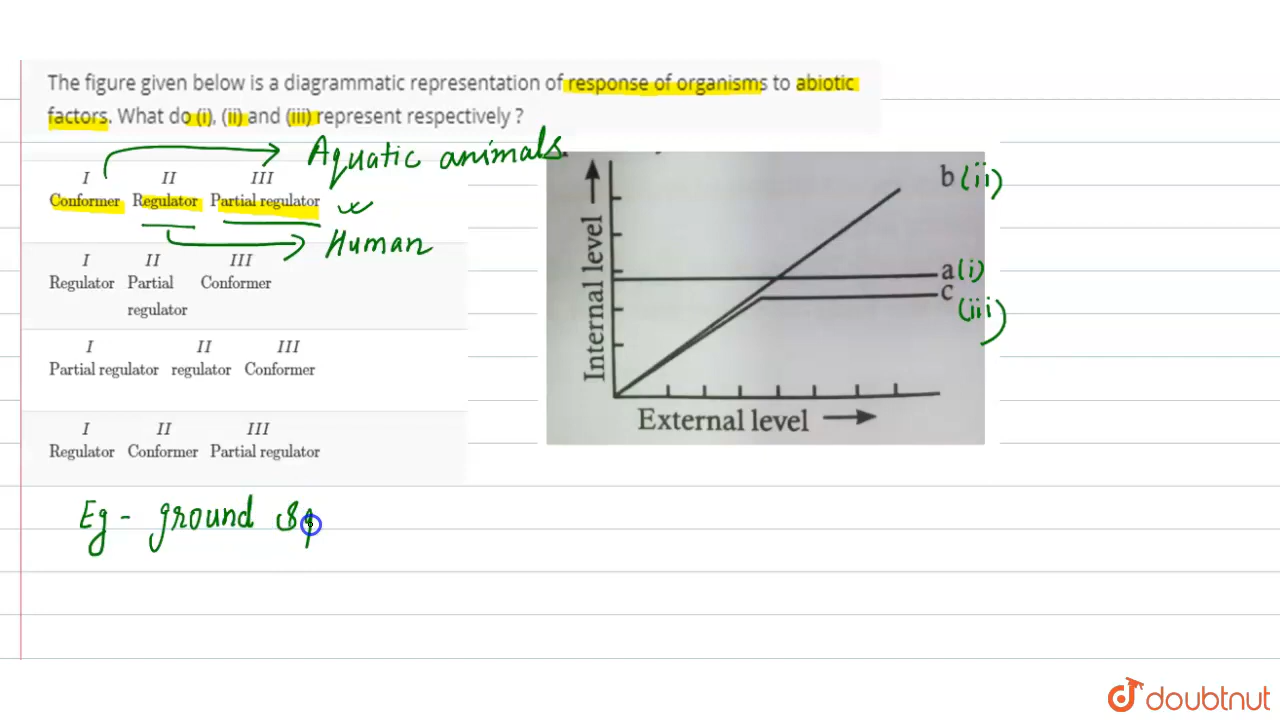 The figure given below is a diagrammatic representation of response of organisms to abiotic
factors. What do (i), (ii) and (iii) represent respectively ?
Aquatic animals.
I II III
Conformer Regulator Partial regulator
Human
I II III
Regulator Partial Conformer
regulator
I II III
Partial regulator regulator Conformer
I II III
Regulator Conformer Partial regulator
Eg - ground sq
Internal level
b (ii)
a (i)
c
(iii)
External level
doubtnut